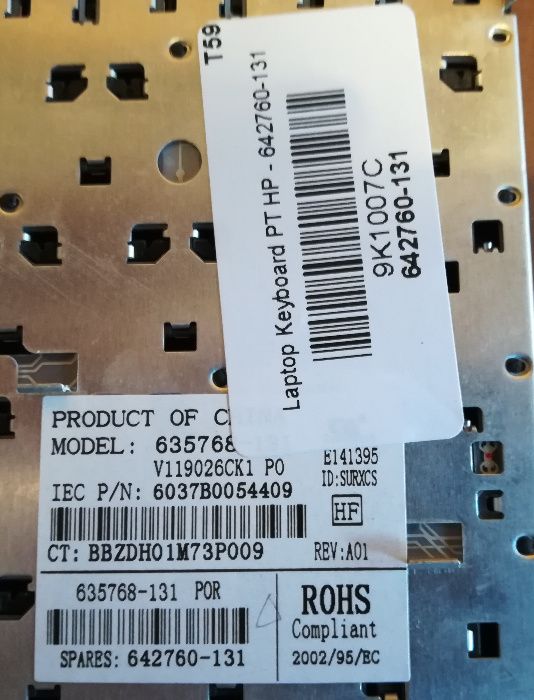 T59
Laptop Keyboard PT HP - 642760-131
9K1007C
642760-131
PRODUCT OF
MODEL: 635768
V119026CK1 PO
IEC P/N: 6037B0054409
CT: BBZDH01M73P009
E141395
ID:SURXCS
HF
REV:A01
635768-131 POR
SPARES: 642760-131
ROHS
Compliant
2002/95/EC